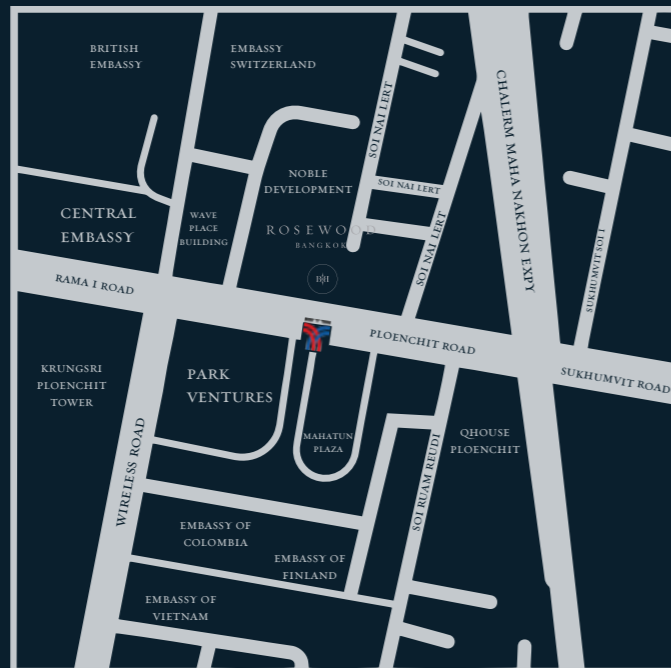 BRITISH
EMBASSY
EMBASSY
SWITZERLAND
SOI NAI LERT
CHALERM MAHA NAKHON EXPY
NOBLE
DEVELOPMENT
SOI NAI LERT
CENTRAL
EMBASSY
WAVE
PLACE
BUILDING
ROSEWOOD
BANGKOK
SOI NAI LERT
SUKHUMVIT SOI 1
RAMA I ROAD
PLOENCHIT ROAD
SUKHUMVIT ROAD
KRUNGSRI
PLOENCHIT
TOWER
PARK
VENTURES
MAHATUN
PLAZA
QHOUSE
PLOENCHIT
WIRELESS ROAD
SOI RUAM REUDI
EMBASSY OF
COLOMBIA
EMBASSY OF
FINLAND
EMBASSY OF
VIETNAM